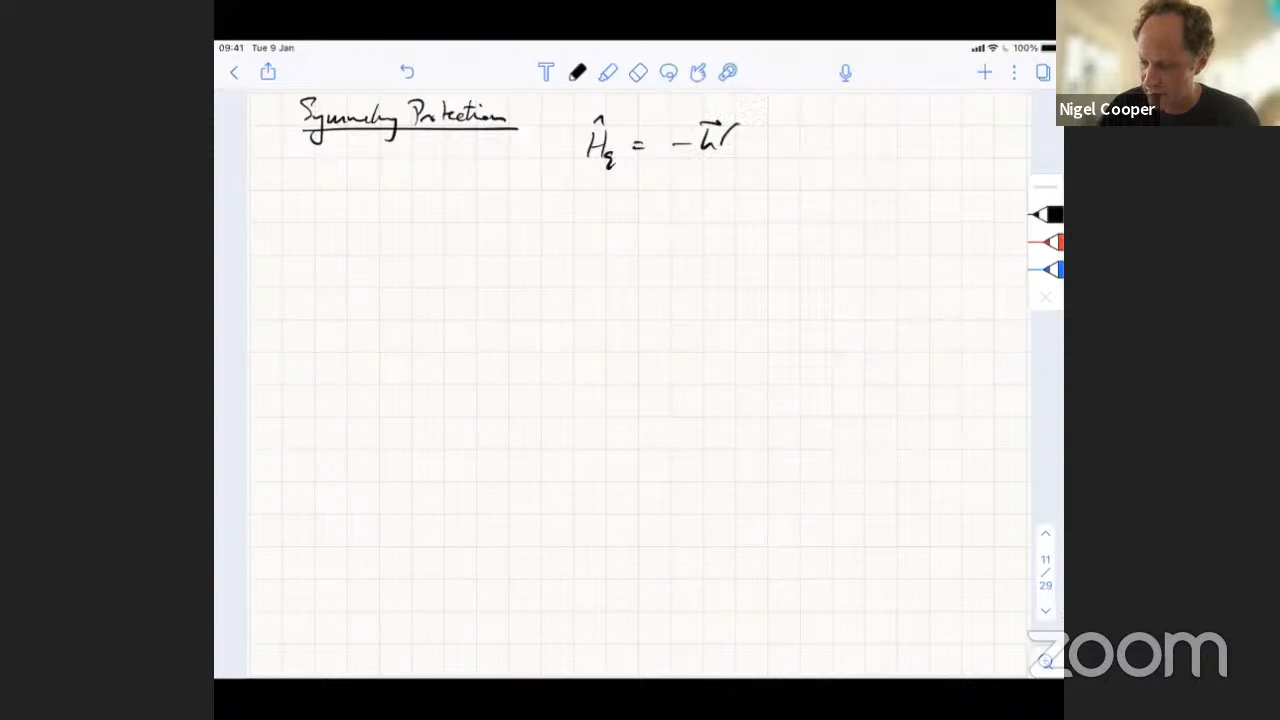 09:41 Tue 9 Jan 100%
Nigel Cooper
Symmetry Protection
Ĥ_q = - h⃗(
11
/
29
zoom